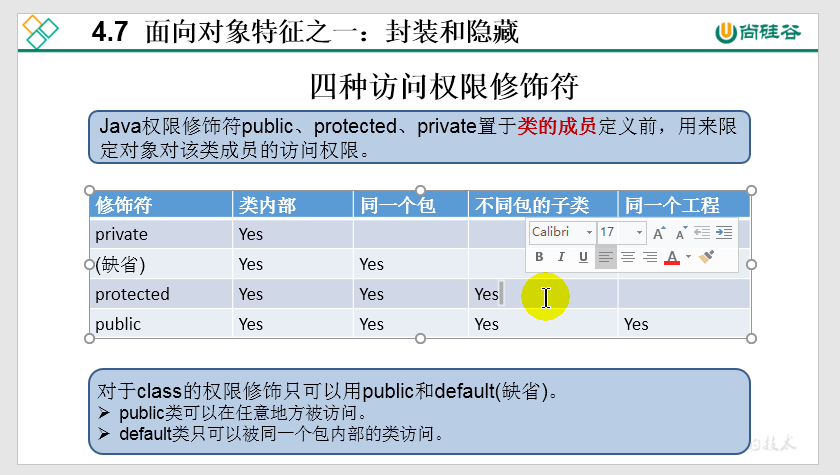 4.7 面向对象特征之一：封装和隐藏
尚硅谷
四种访问权限修饰符
Java权限修饰符public、protected、private置于类的成员定义前，用来限
定对象对该类成员的访问权限。
修饰符 类内部 同一个包 不同包的子类 同一个工程
private Yes
(缺省) Yes Yes
protected Yes Yes Yes
public Yes Yes Yes Yes
Calibri 17 A A
B I U A
对于class的权限修饰只可以用public和default(缺省)。
public类可以在任意地方被访问。
default类只可以被同一个包内部的类访问。